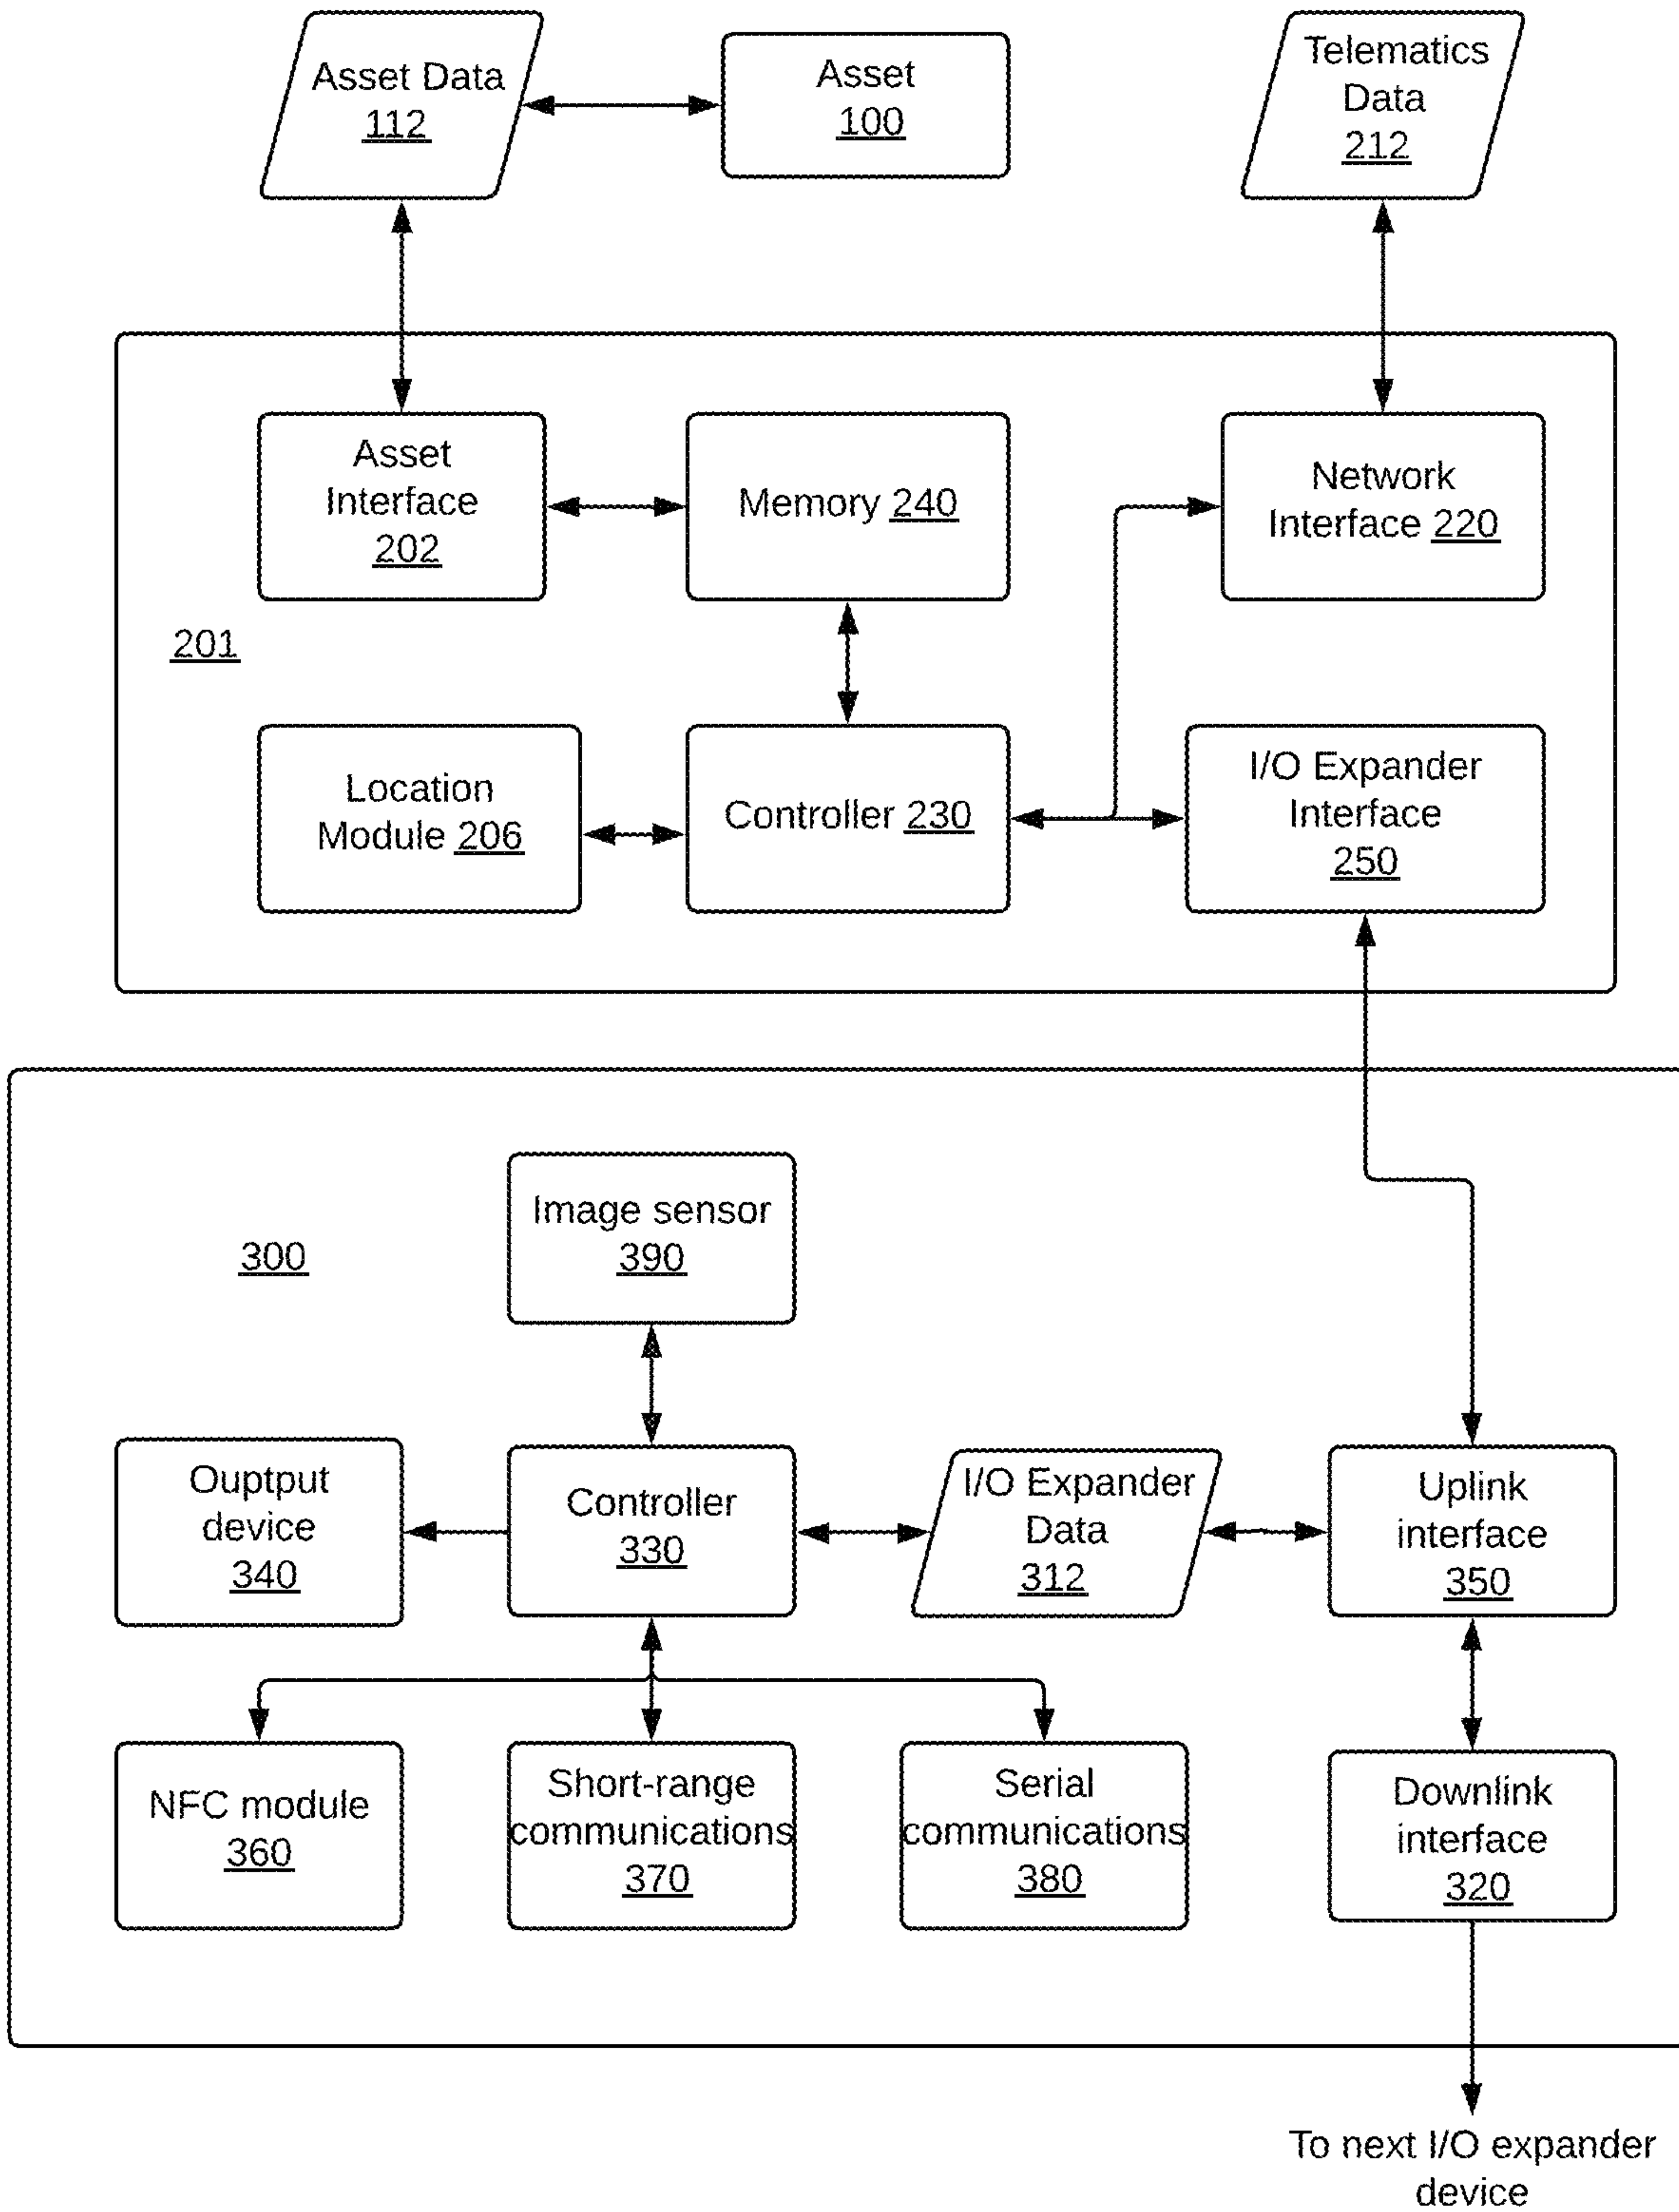 Asset Data
112
Asset
100
Telematics
Data
212
Asset
Interface
202
Memory 240
Network
Interface 220
201
Location
Module 206
Controller 230
I/O Expander
Interface
250
300
Image sensor
390
Ouptput
device
340
Controller
330
I/O Expander
Data
312
Uplink
interface
350
NFC module
360
Short-range
communications
370
Serial
communications
380
Downlink
interface
320
To next I/O expander
device